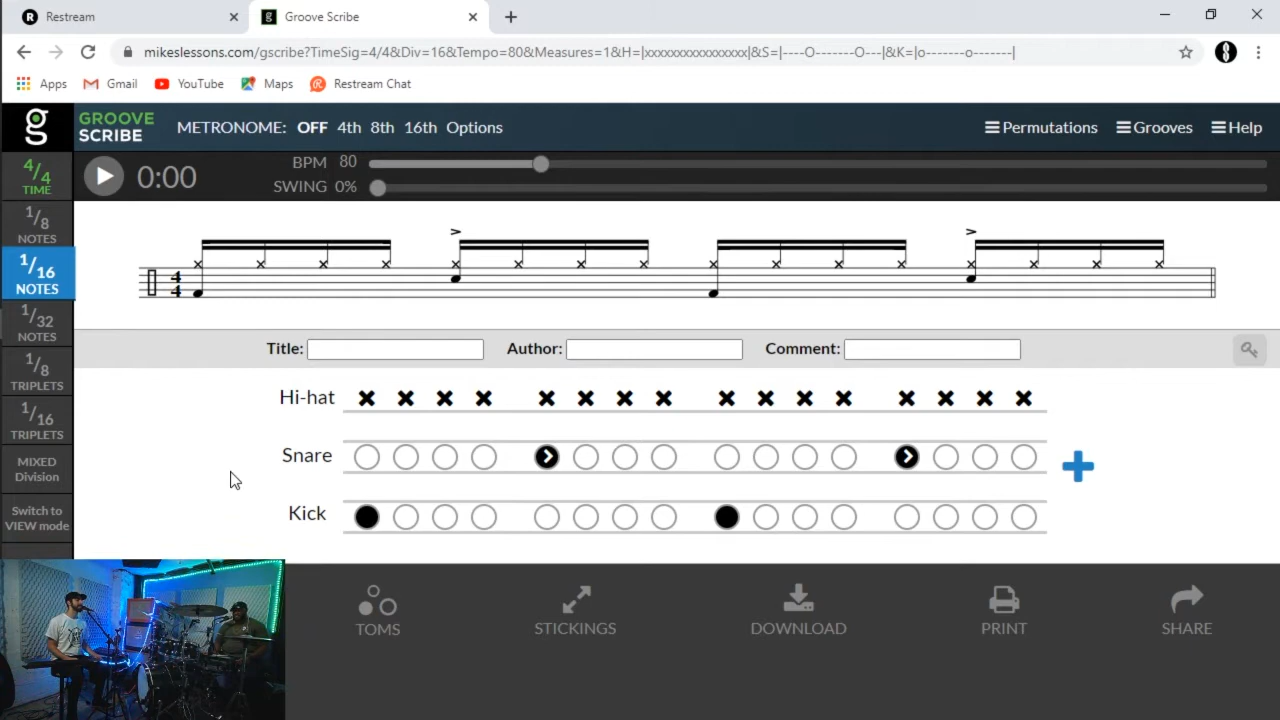 Restream
Groove Scribe
mikeslessons.com/gscribe?TimeSig=4/4&Div=16&Tempo=80&Measures=1&H=|xxxxxxxxxxxxxxxx|&S=|----O-------O---|&K=|o-------o-------|
Apps Gmail YouTube Maps Restream Chat
g GROOVE SCRIBE METRONOME: OFF 4th 8th 16th Options Permutations Grooves Help
4/4 TIME
0:00
BPM 80
SWING 0%
1/8 NOTES
1/16 NOTES
4/4
1/32 NOTES
Title: Author: Comment:
1/8 TRIPLETS
Hi-hat
1/16 TRIPLETS
Snare
MIXED Division
Kick
Switch to VIEW mode
TOMS STICKINGS DOWNLOAD PRINT SHARE